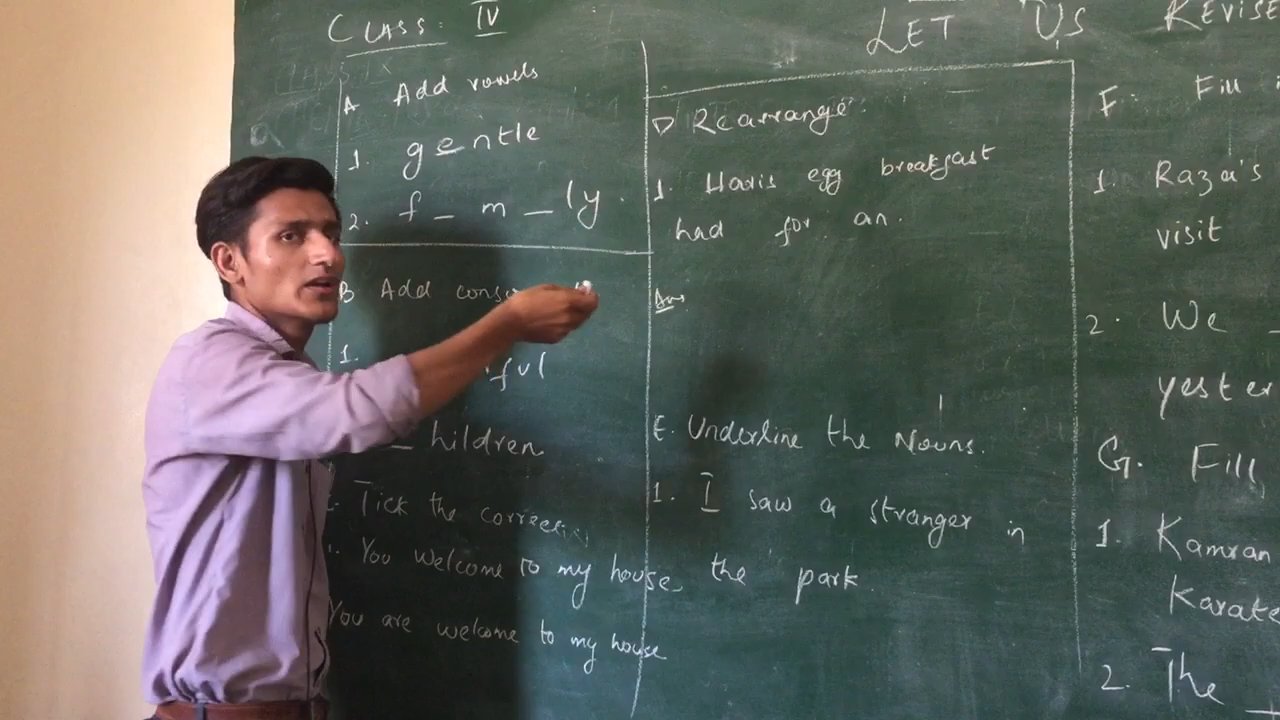 CLASS: IV
LET US REVISE
A Add vowels
1. gentle
2. f _ m _ ly.
B Add
1. ful
_ hildren
Tick the
1. You welcome to my house.
You are welcome to my house
D Rearrange:
1. Haris egg breakfast
had for an.
Ans.
E. Underline the Nouns.
1. I saw a stranger in
the park.
F. Fill
1. Raza's
visit
2. We
G. Fill
1. Kamran
Karate
2. The